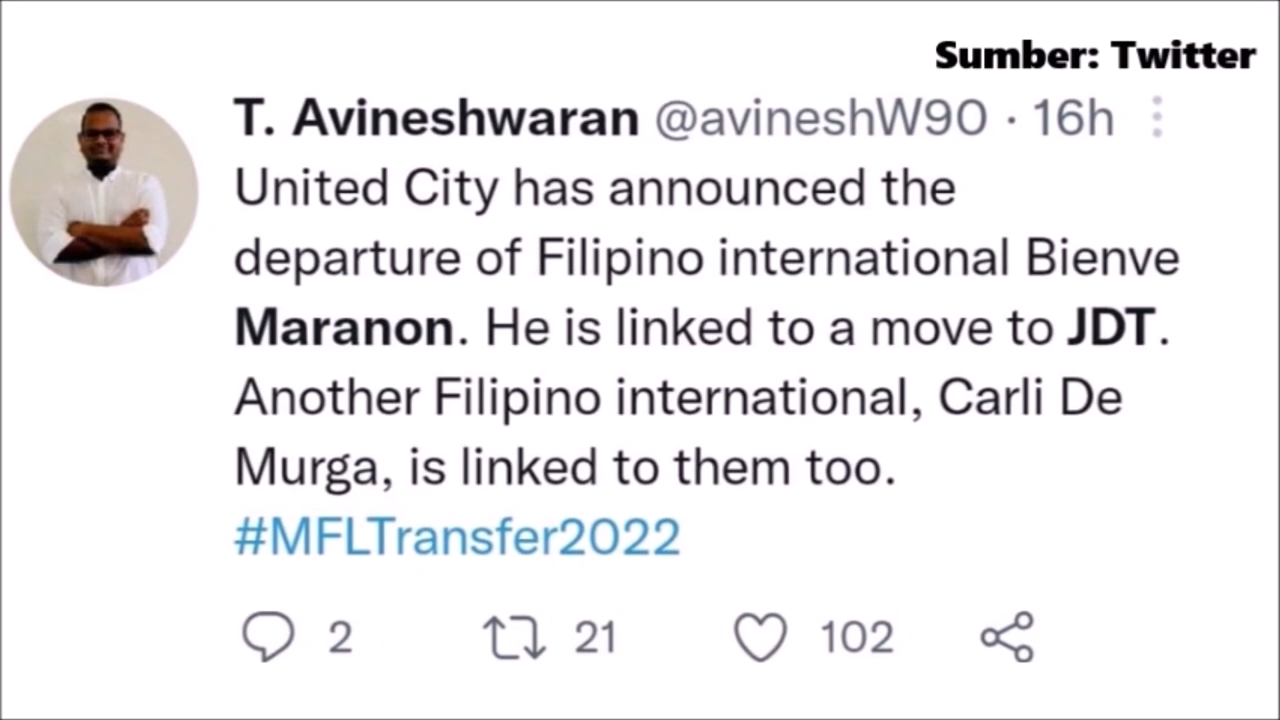 Sumber: Twitter
T. Avineshwaran @avineshW90 · 16h
United City has announced the
departure of Filipino international Bienve
Maranon. He is linked to a move to JDT.
Another Filipino international, Carli De
Murga, is linked to them too.
#MFLTransfer2022
2 21 102